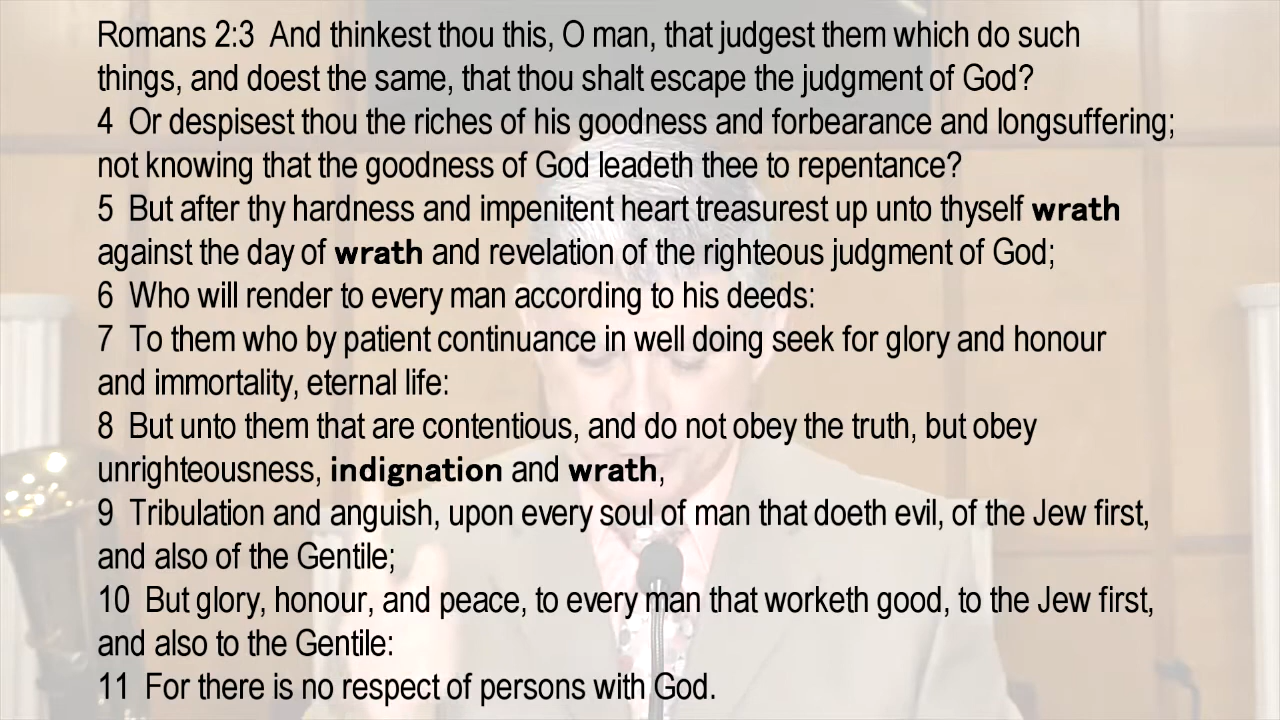 Romans 2:3  And thinkest thou this, O man, that judgest them which do such
things, and doest the same, that thou shalt escape the judgment of God?
4  Or despisest thou the riches of his goodness and forbearance and longsuffering;
not knowing that the goodness of God leadeth thee to repentance?
5  But after thy hardness and impenitent heart treasurest up unto thyself wrath
against the day of wrath and revelation of the righteous judgment of God;
6  Who will render to every man according to his deeds:
7  To them who by patient continuance in well doing seek for glory and honour
and immortality, eternal life:
8  But unto them that are contentious, and do not obey the truth, but obey
unrighteousness, indignation and wrath,
9  Tribulation and anguish, upon every soul of man that doeth evil, of the Jew first,
and also of the Gentile;
10  But glory, honour, and peace, to every man that worketh good, to the Jew first,
and also to the Gentile:
11  For there is no respect of persons with God.